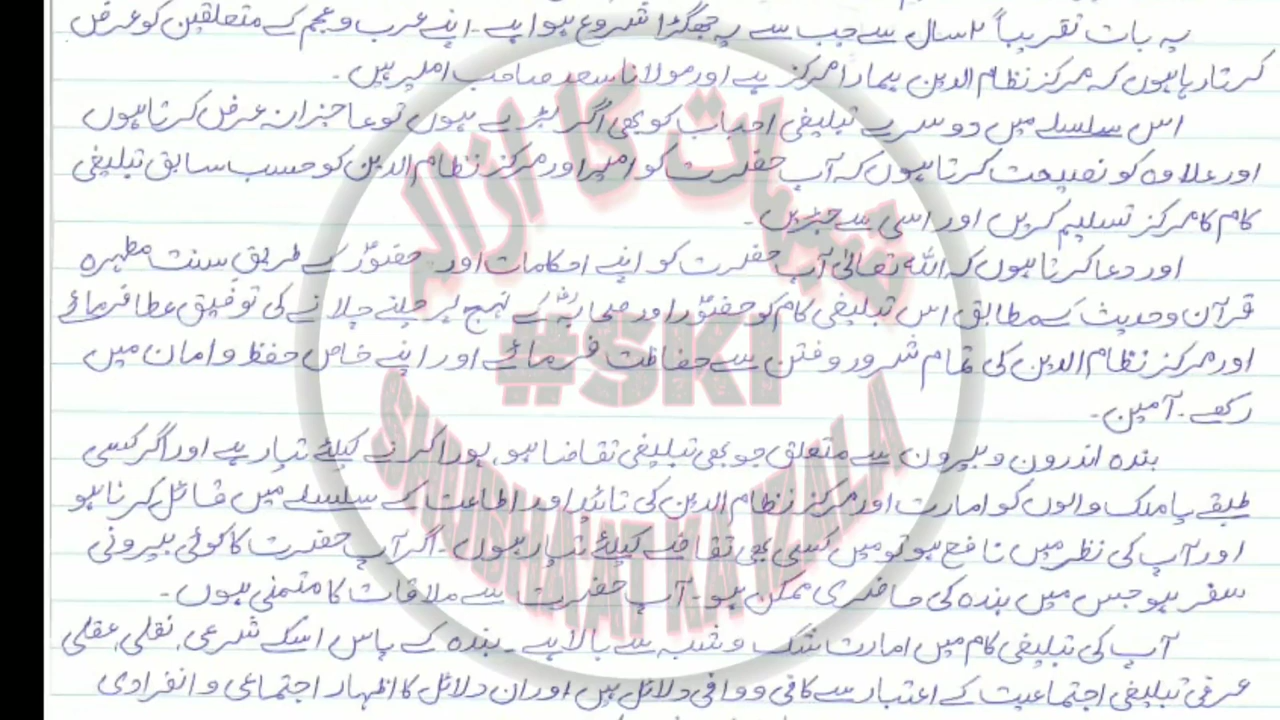 یہ بات تقریباً ۲ سال سے جب سے یہ جھگڑا شروع ہوا ہے۔ اپنے عرب و عجم کے متعلقین کو عرض
کرتا رہا ہوں کہ مرکز نظام الدین ہمارا مرکز ہے اور مولانا سعد صاحب امیر ہیں۔
اس سلسلے میں دوسرے تبلیغی احباب کو بھی اگر بڑے ہوں تو عاجزانہ عرض کرتا ہوں
اور علاوہ کو نصیحت کرتا ہوں کہ آپ حضرت کو امیر اور مرکز نظام الدین کو حسب سابق تبلیغی
کام کا مرکز تسلیم کریں اور اسی سے جڑیں۔
اور دعا کرتا ہوں کہ اللہ تعالیٰ آپ حضرت کو اپنے احکامات اور حضورؐ کے طریق سنت مطہرہ
قرآن و حدیث کے مطابق اس تبلیغی کام کو حضورؐ اور صحابہؓ کے نہج پر چلنے چلانے کی توفیق عطا فرمائے
اور مرکز نظام الدین کی تمام شرور و فتن سے حفاظت فرمائے اور اپنے خاص حفظ و امان میں
رکھے۔ آمین۔
بندہ اندرون و بیرون سے متعلق جو بھی تبلیغی تقاضا ہو، پورا کرنے کیلئے تیار ہے اور اگر کسی
طبقے یا ملک والوں کو امارت اور مرکز نظام الدین کی تائید اور اطاعت کے سلسلے میں قائل کرنا ہو
اور آپ کی نظر میں نافع ہو تو میں کسی بھی تقاضے کیلئے تیار ہوں۔ اگر آپ حضرت کا کوئی بیرونی
سفر ہو جس میں بندہ کی حاضری ممکن ہو۔ آپ حضرت سے ملاقات کا متمنی ہوں۔
آپ کی تبلیغی کام میں امارت شک و شبہ سے بالا ہے۔ بندہ کے پاس اسکے شرعی، نقلی، عقلی
عرفی تبلیغی اجتماعیت کے اعتبار سے کافی و وافی دلائل ہیں اور ان دلائل کا اظہار اجتماعی و انفرادی
شبہات کا ازالہ
#SKI
SHUBHAAT KA IZALA